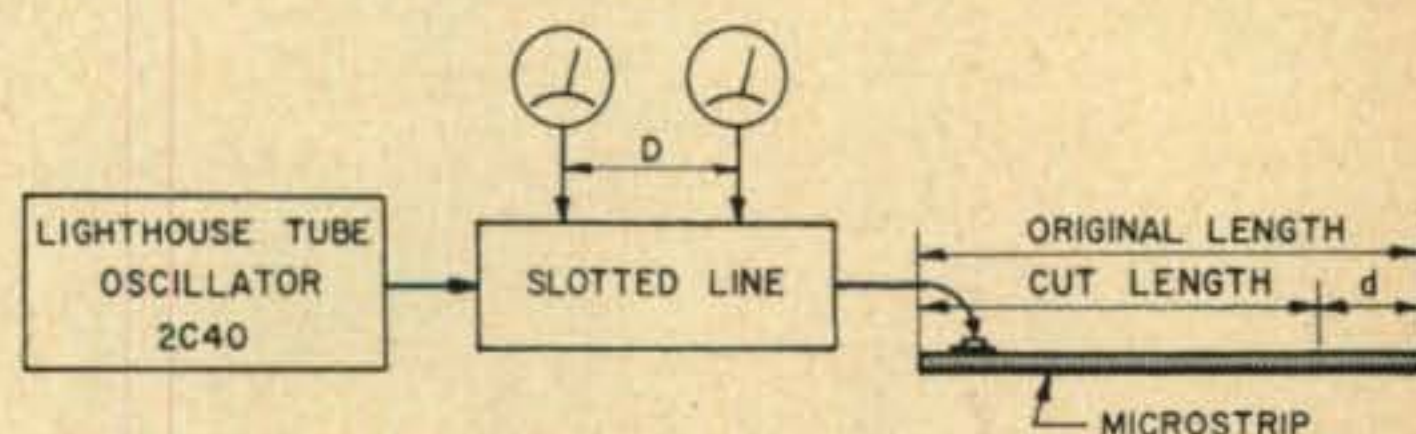 D
LIGHTHOUSE TUBE
OSCILLATOR
2C40
SLOTTED LINE
ORIGINAL LENGTH
CUT LENGTH
d
MICROSTRIP